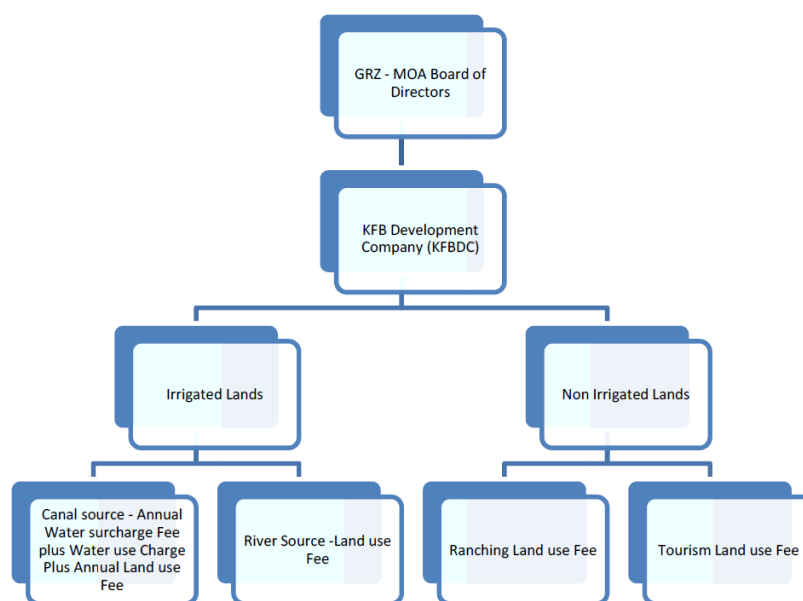 GRZ - MOA Board of
Directors
KFB Development
Company (KFBDC)
Irrigated Lands
Non Irrigated Lands
Canal source - Annual
Water surcharge Fee
plus Water use Charge
Plus Annual Land use
Fee
River Source -Land use
Fee
Ranching Land use Fee
Tourism Land use Fee